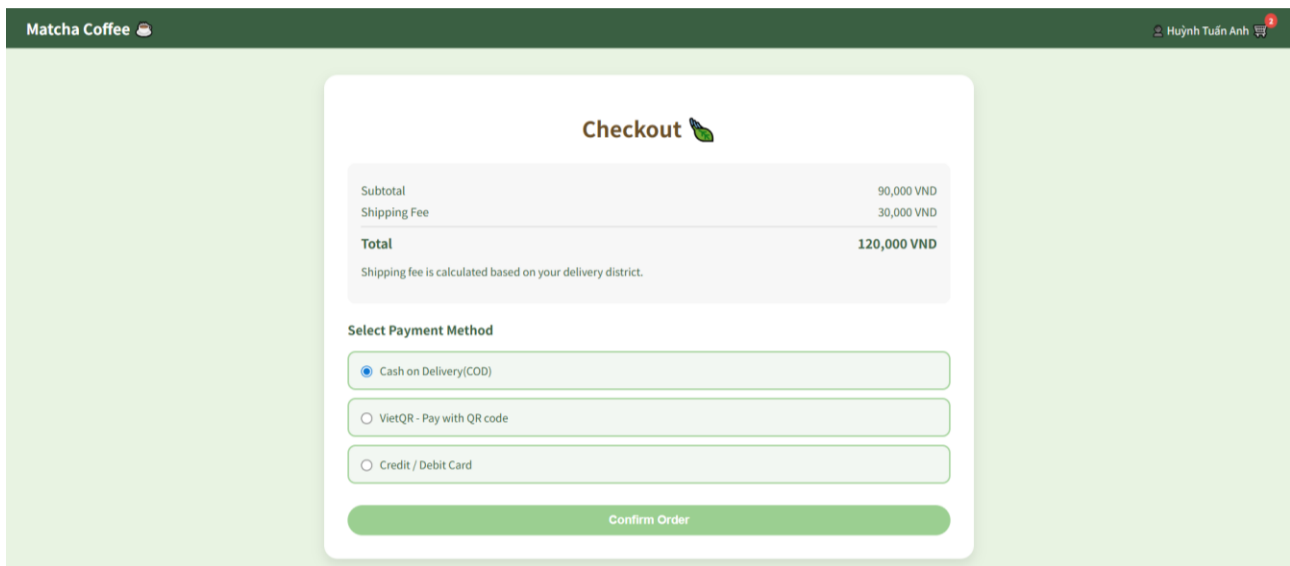 Matcha Coffee
Huỳnh Tuấn Anh 2
Checkout
Subtotal 90,000 VND
Shipping Fee 30,000 VND
Total 120,000 VND
Shipping fee is calculated based on your delivery district.
Select Payment Method
Cash on Delivery(COD)
VietQR - Pay with QR code
Credit / Debit Card
Confirm Order